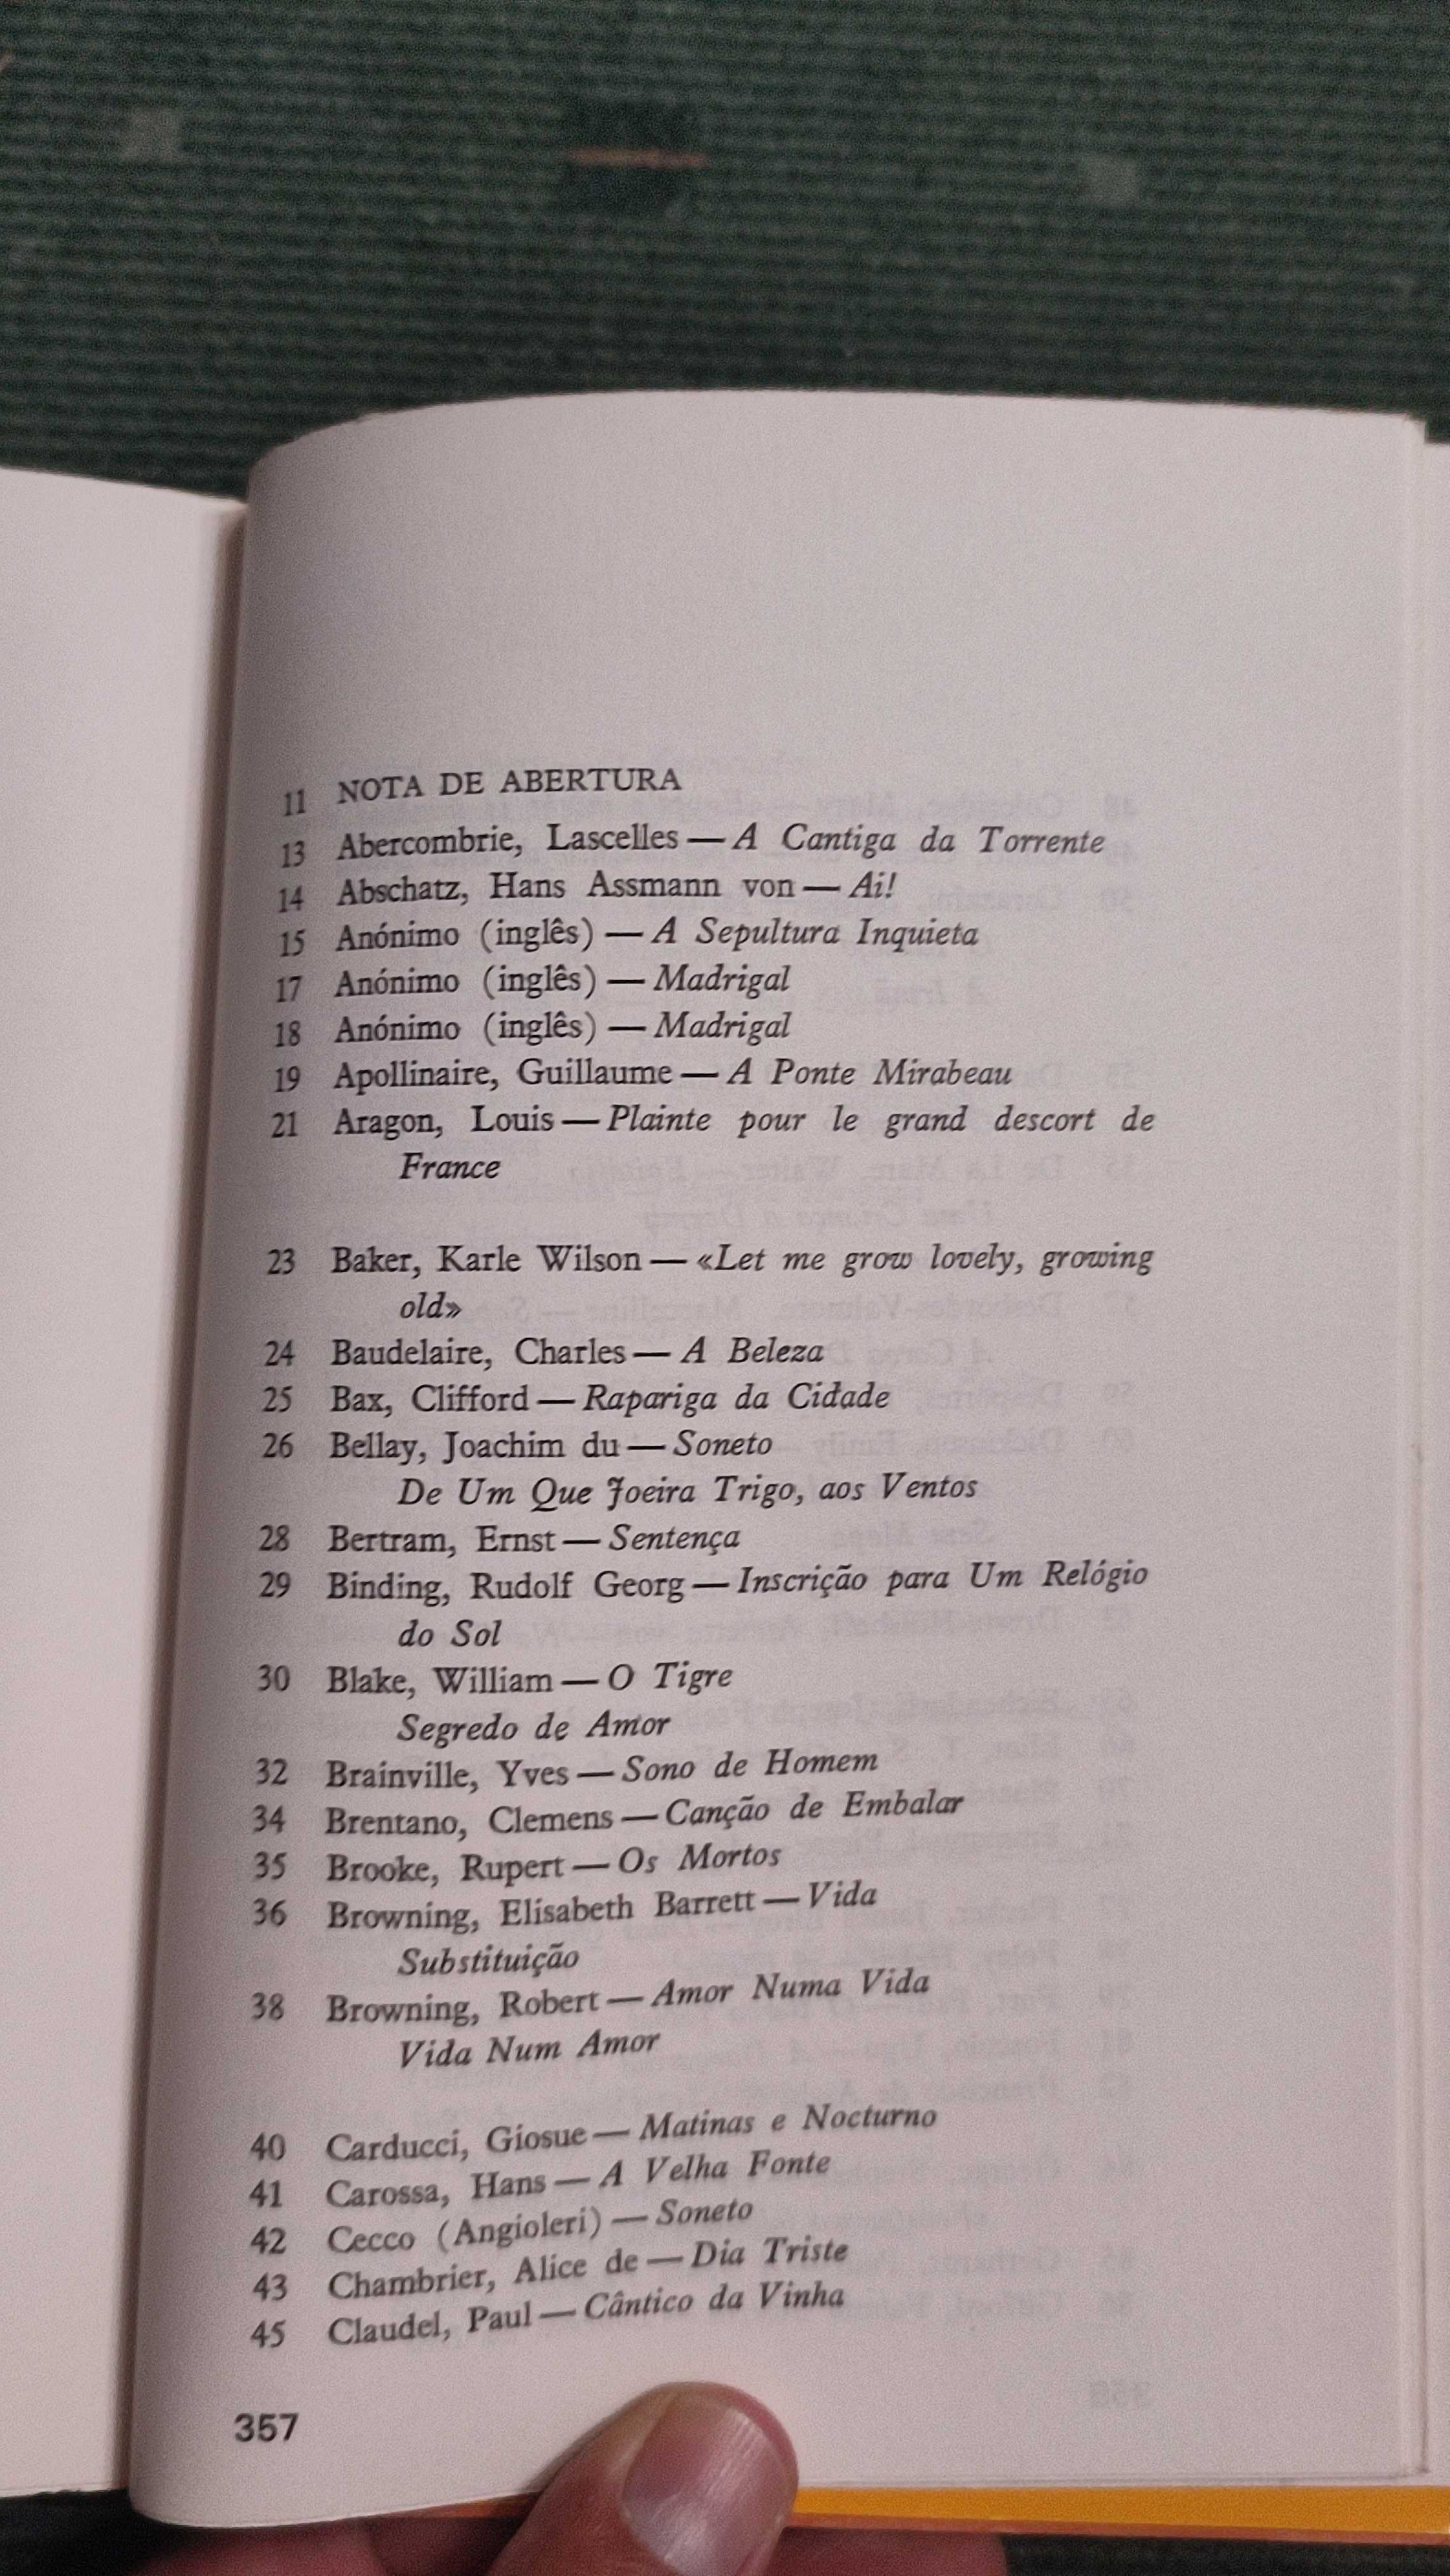 11 NOTA DE ABERTURA
13 Abercombrie, Lascelles — A Cantiga da Torrente
14 Abschatz, Hans Assmann von — Ai!
15 Anónimo (inglês) — A Sepultura Inquieta
17 Anónimo (inglês) — Madrigal
18 Anónimo (inglês) — Madrigal
19 Apollinaire, Guillaume — A Ponte Mirabeau
21 Aragon, Louis — Plainte pour le grand descort de
France
23 Baker, Karle Wilson — «Let me grow lovely, growing
old»
24 Baudelaire, Charles — A Beleza
25 Bax, Clifford — Rapariga da Cidade
26 Bellay, Joachim du — Soneto
De Um Que Joeira Trigo, aos Ventos
28 Bertram, Ernst — Sentença
29 Binding, Rudolf Georg — Inscrição para Um Relógio
do Sol
30 Blake, William — O Tigre
Segredo de Amor
32 Brainville, Yves — Sono de Homem
34 Brentano, Clemens — Canção de Embalar
35 Brooke, Rupert — Os Mortos
36 Browning, Elisabeth Barrett — Vida
Substituição
38 Browning, Robert — Amor Numa Vida
Vida Num Amor
40 Carducci, Giosue — Matinas e Nocturno
41 Carossa, Hans — A Velha Fonte
42 Cecco (Angioleri) — Soneto
43 Chambrier, Alice de — Dia Triste
45 Claudel, Paul — Cântico da Vinha
357